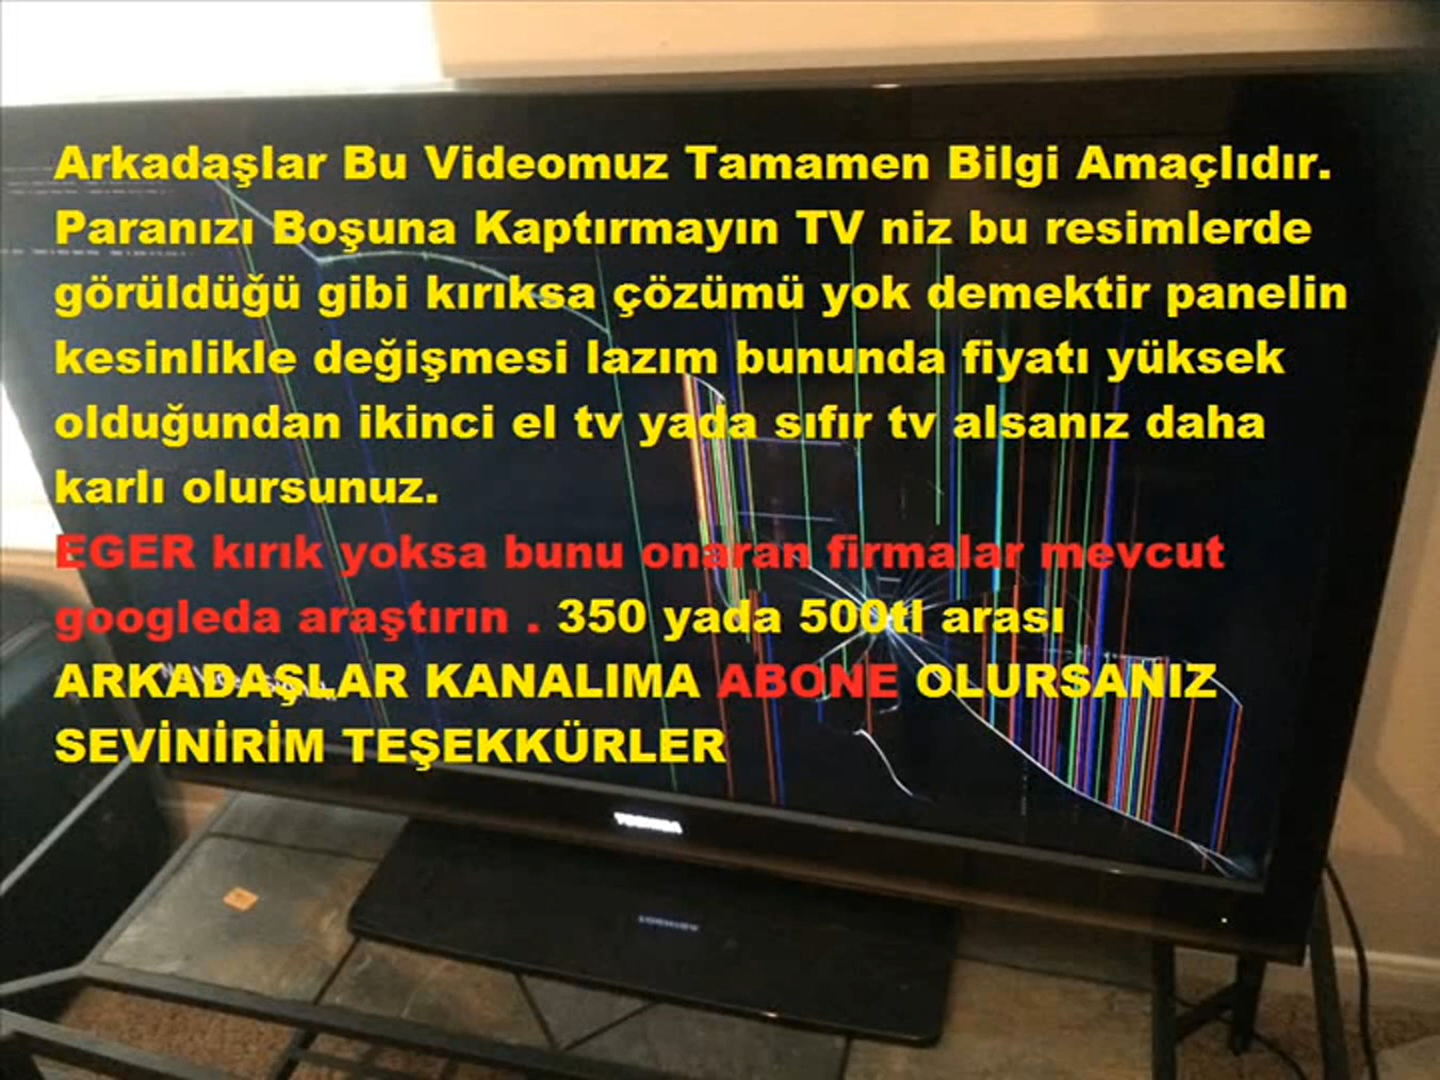 Arkadaşlar Bu Videomuz Tamamen Bilgi Amaçlıdır.
Paranızı Boşuna Kaptırmayın TV niz bu resimlerde
görüldüğü gibi kırıksa çözümü yok demektir panelin
kesinlikle değişmesi lazım bununda fiyatı yüksek
olduğundan ikinci el tv yada sıfır tv alsanız daha
karlı olursunuz.
EGER kırık yoksa bunu onaran firmalar mevcut
googleda araştırın . 350 yada 500tl arası
ARKADAŞLAR KANALIMA ABONE OLURSANIZ
SEVİNİRİM TEŞEKKÜRLER
TOSHIBA